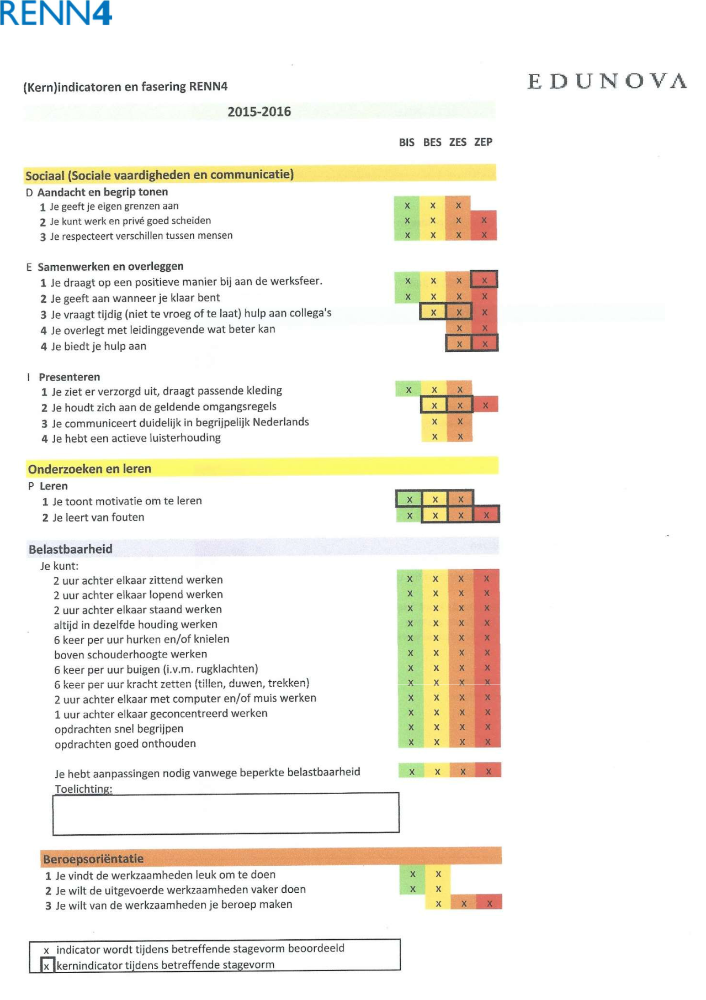 RENN4
EDUNOVA
(Kern)indicatoren en fasering RENN4
2015-2016
BIS BES ZES ZEP
Sociaal (Sociale vaardigheden en communicatie)
D Aandacht en begrip tonen
1 Je geeft je eigen grenzen aan x x x
2 Je kunt werk en privé goed scheiden x x x x
3 Je respecteert verschillen tussen mensen x x x x
E Samenwerken en overleggen
1 Je draagt op een positieve manier bij aan de werksfeer. x x x x
2 Je geeft aan wanneer je klaar bent x x x x
3 Je vraagt tijdig (niet te vroeg of te laat) hulp aan collega's x x x
4 Je overlegt met leidinggevende wat beter kan x x
4 Je biedt je hulp aan x x
I Presenteren
1 Je ziet er verzorgd uit, draagt passende kleding x x x
2 Je houdt zich aan de geldende omgangsregels x x x
3 Je communiceert duidelijk in begrijpelijk Nederlands x x
4 Je hebt een actieve luisterhouding x x
Onderzoeken en leren
P Leren
1 Je toont motivatie om te leren x x x
2 Je leert van fouten x x x x
Belastbaarheid
Je kunt:
2 uur achter elkaar zittend werken x x x x
2 uur achter elkaar lopend werken x x x x
2 uur achter elkaar staand werken x x x x
altijd in dezelfde houding werken x x x x
6 keer per uur hurken en/of knielen x x x x
boven schouderhoogte werken x x x x
6 keer per uur buigen (i.v.m. rugklachten) x x x x
6 keer per uur kracht zetten (tillen, duwen, trekken) x x x x
2 uur achter elkaar met computer en/of muis werken x x x x
1 uur achter elkaar geconcentreerd werken x x x x
opdrachten snel begrijpen x x x x
opdrachten goed onthouden x x x x
Je hebt aanpassingen nodig vanwege beperkte belastbaarheid x x x x
Toelichting:
Beroepsoriëntatie
1 Je vindt de werkzaamheden leuk om te doen x x
2 Je wilt de uitgevoerde werkzaamheden vaker doen x x
3 Je wilt van de werkzaamheden je beroep maken x x x
x indicator wordt tijdens betreffende stagevorm beoordeeld
x kernindicator tijdens betreffende stagevorm